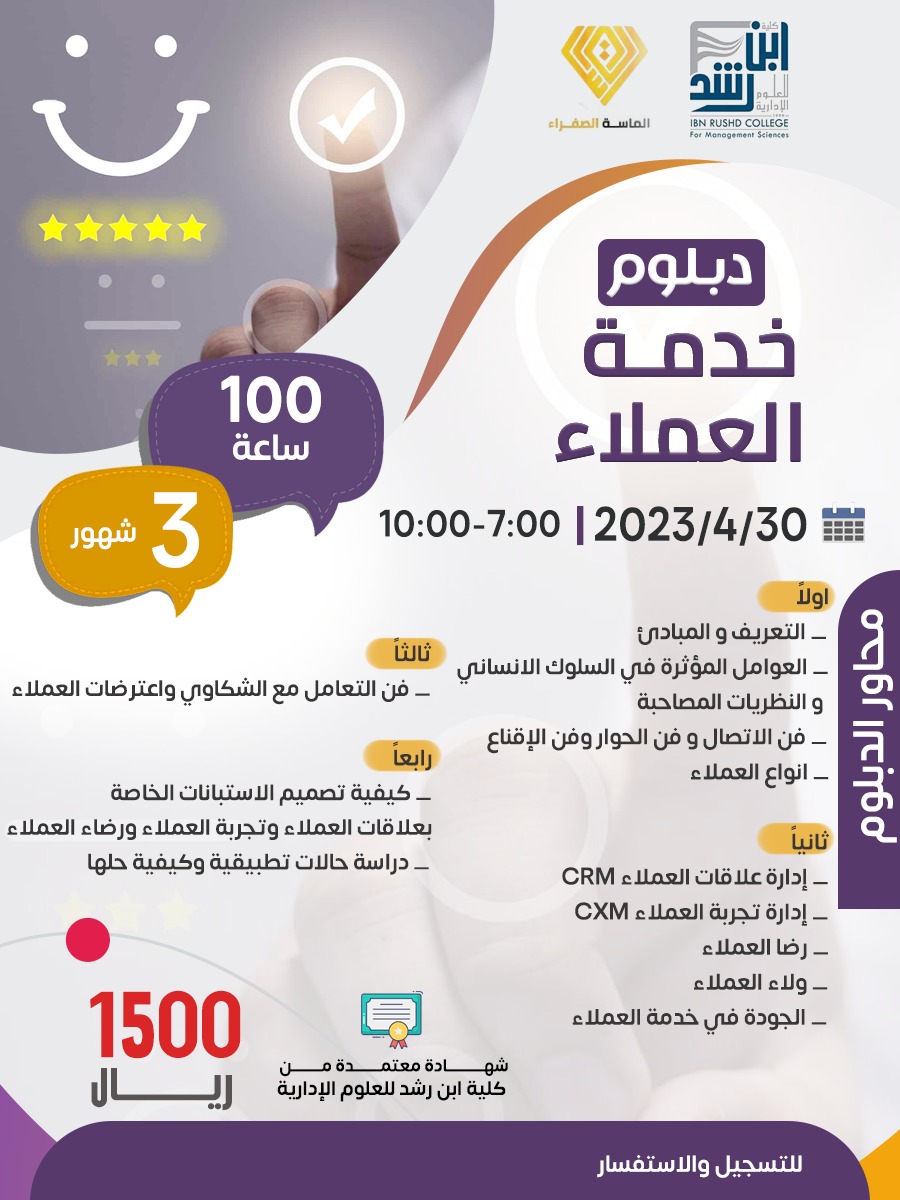 كلية
ابن
رشد
للعلوم
الإدارية
IBN RUSHD COLLEGE
For Management Sciences
الماسة الصفراء
دبلوم
خدمة
العملاء
100
ساعة
3 شهور
2023/4/30 | 10:00-7:00
محاور الدبلوم
اولاً
_ التعريف و المبادئ
_ العوامل المؤثرة في السلوك الانساني
و النظريات المصاحبة
_ فن الاتصال و فن الحوار وفن الإقناع
_ انواع العملاء
ثانياً
_ إدارة علاقات العملاء CRM
_ إدارة تجربة العملاء CXM
_ رضا العملاء
_ ولاء العملاء
_ الجودة في خدمة العملاء
ثالثاً
_ فن التعامل مع الشكاوي واعترضات العملاء
رابعاً
_ كيفية تصميم الاستبانات الخاصة
بعلاقات العملاء وتجربة العملاء ورضاء العملاء
_ دراسة حالات تطبيقية وكيفية حلها
شهادة معتمدة من
كلية ابن رشد للعلوم الإدارية
1500
ريال
للتسجيل والاستفسار